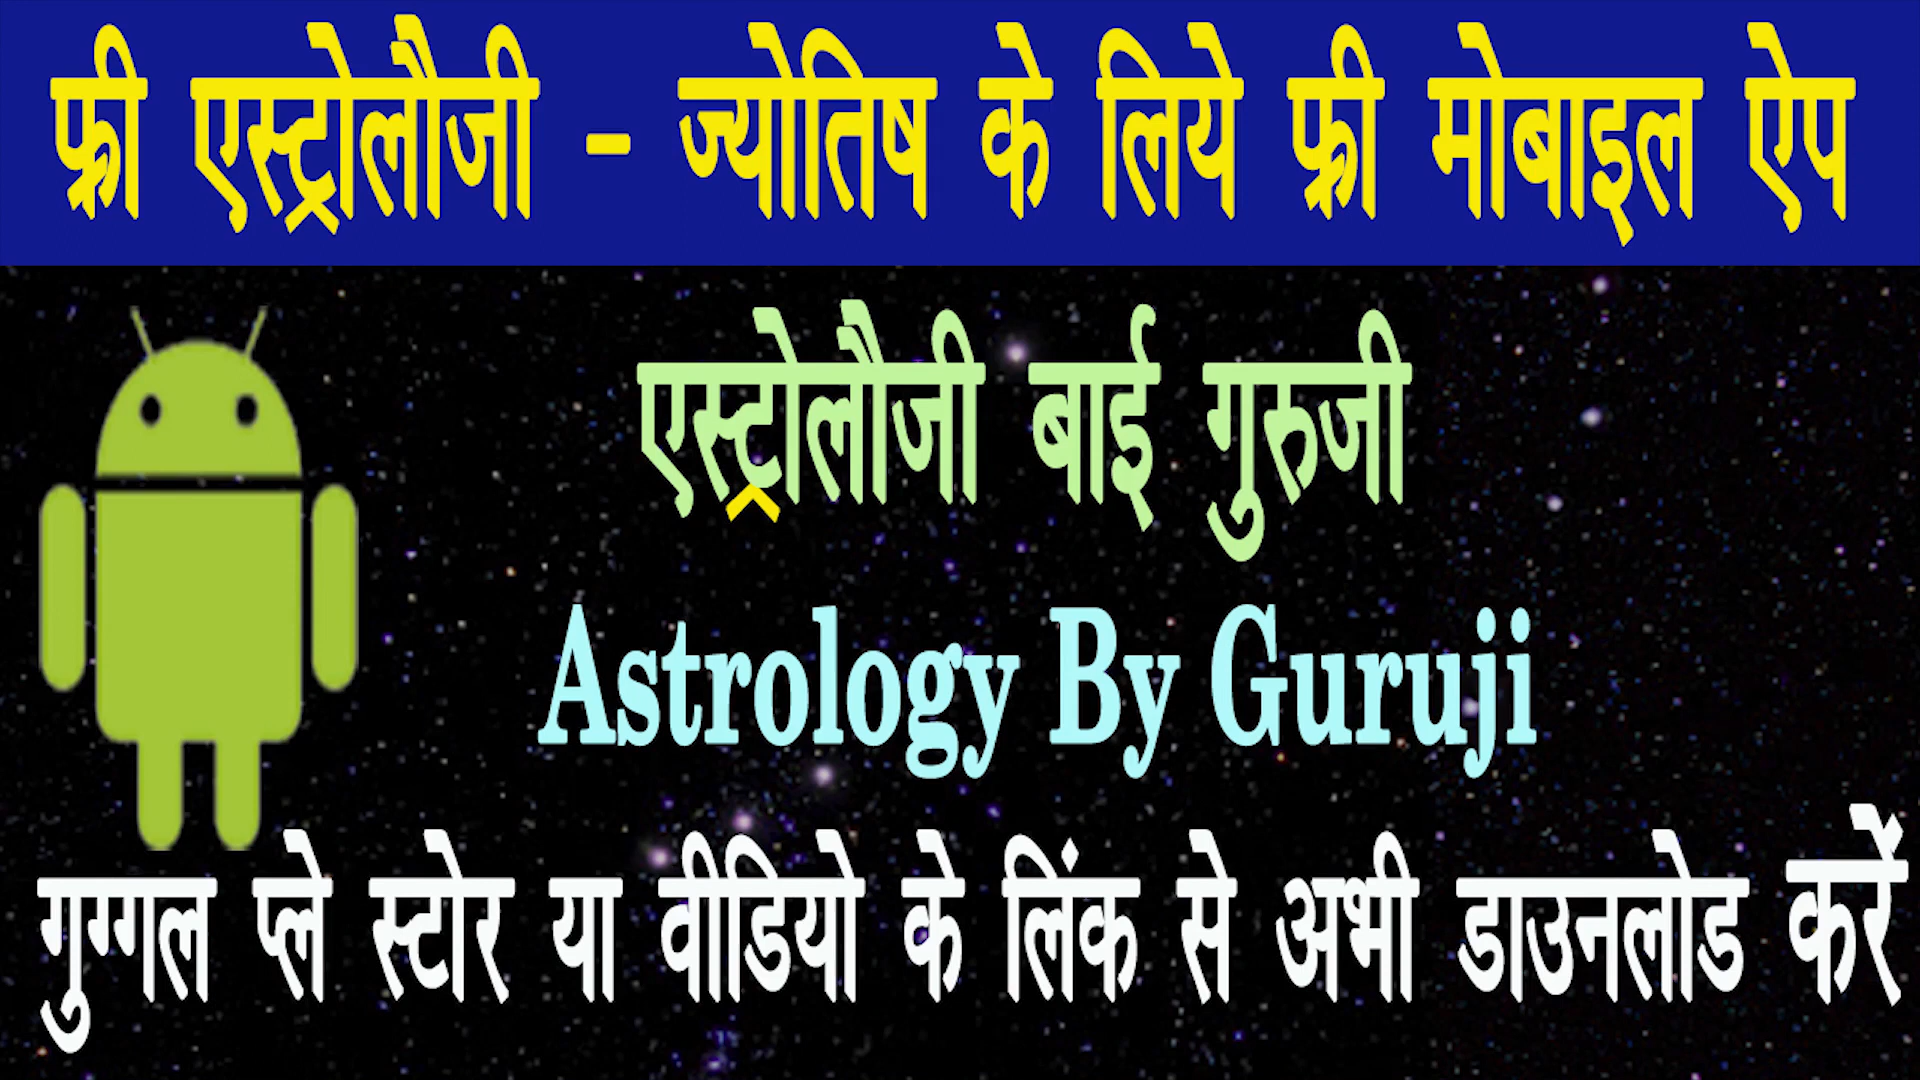 फ्री एस्ट्रोलौजी - ज्योतिष के लिये फ्री मोबाइल ऐप
एस्ट्रोलौजी बाई गुरुजी
Astrology By Guruji
गुग्गल प्ले स्टोर या वीडियो के लिंक से अभी डाउनलोड करें